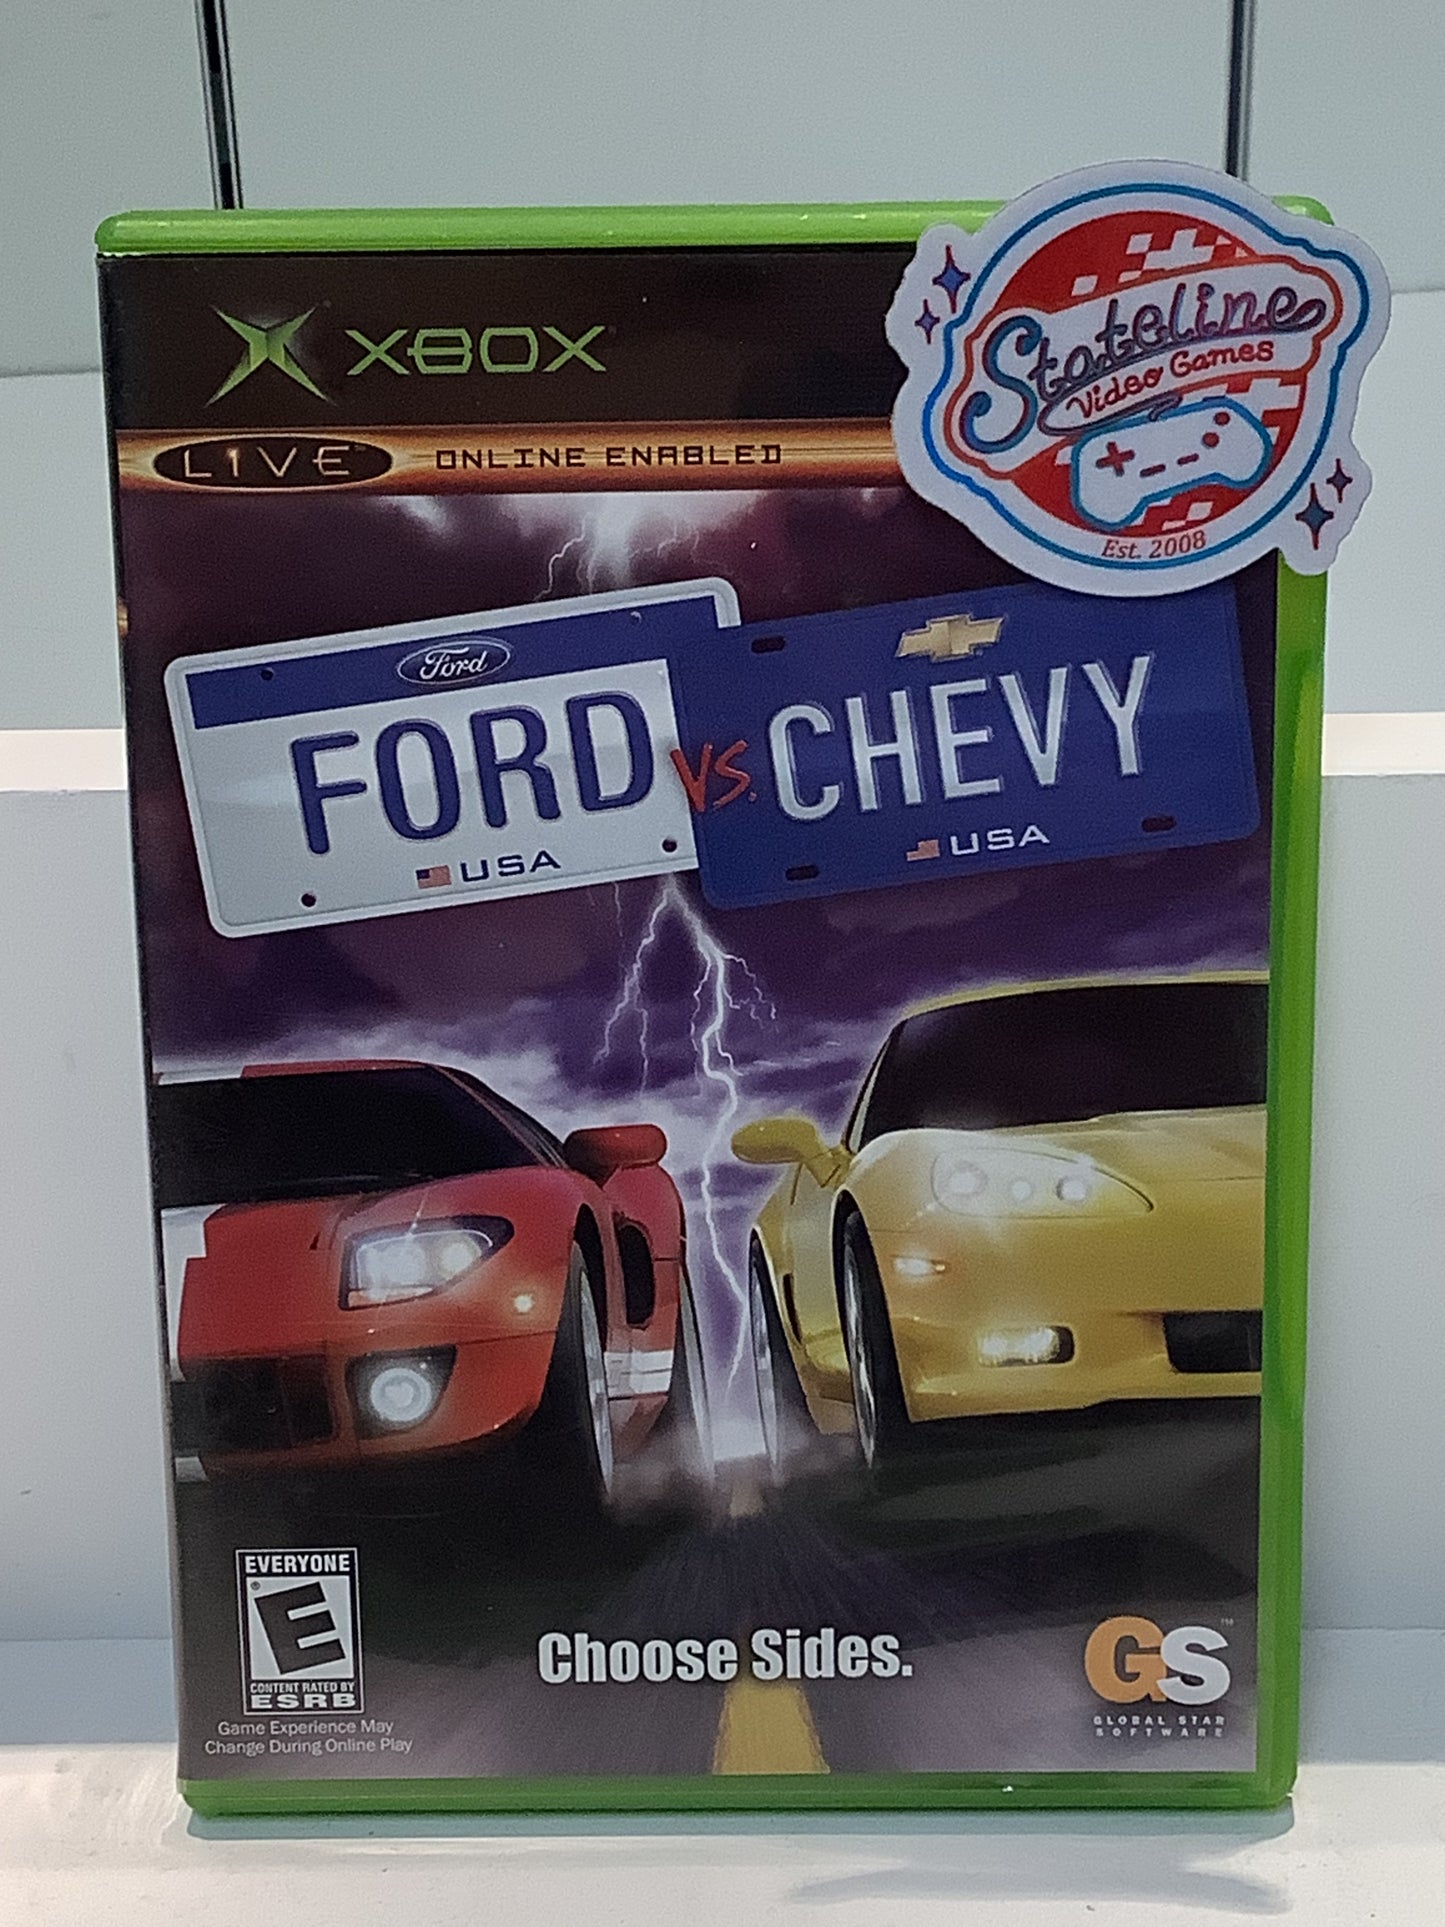 XBOX
LIVE ONLINE ENABLED
Stateline
Video Games
Est. 2008
Ford
FORD
USA
vs.
CHEVY
USA
EVERYONE
E
CONTENT RATED BY
ESRB
Game Experience May
Change During Online Play
Choose Sides.
GS™
GLOBAL STAR
SOFTWARE